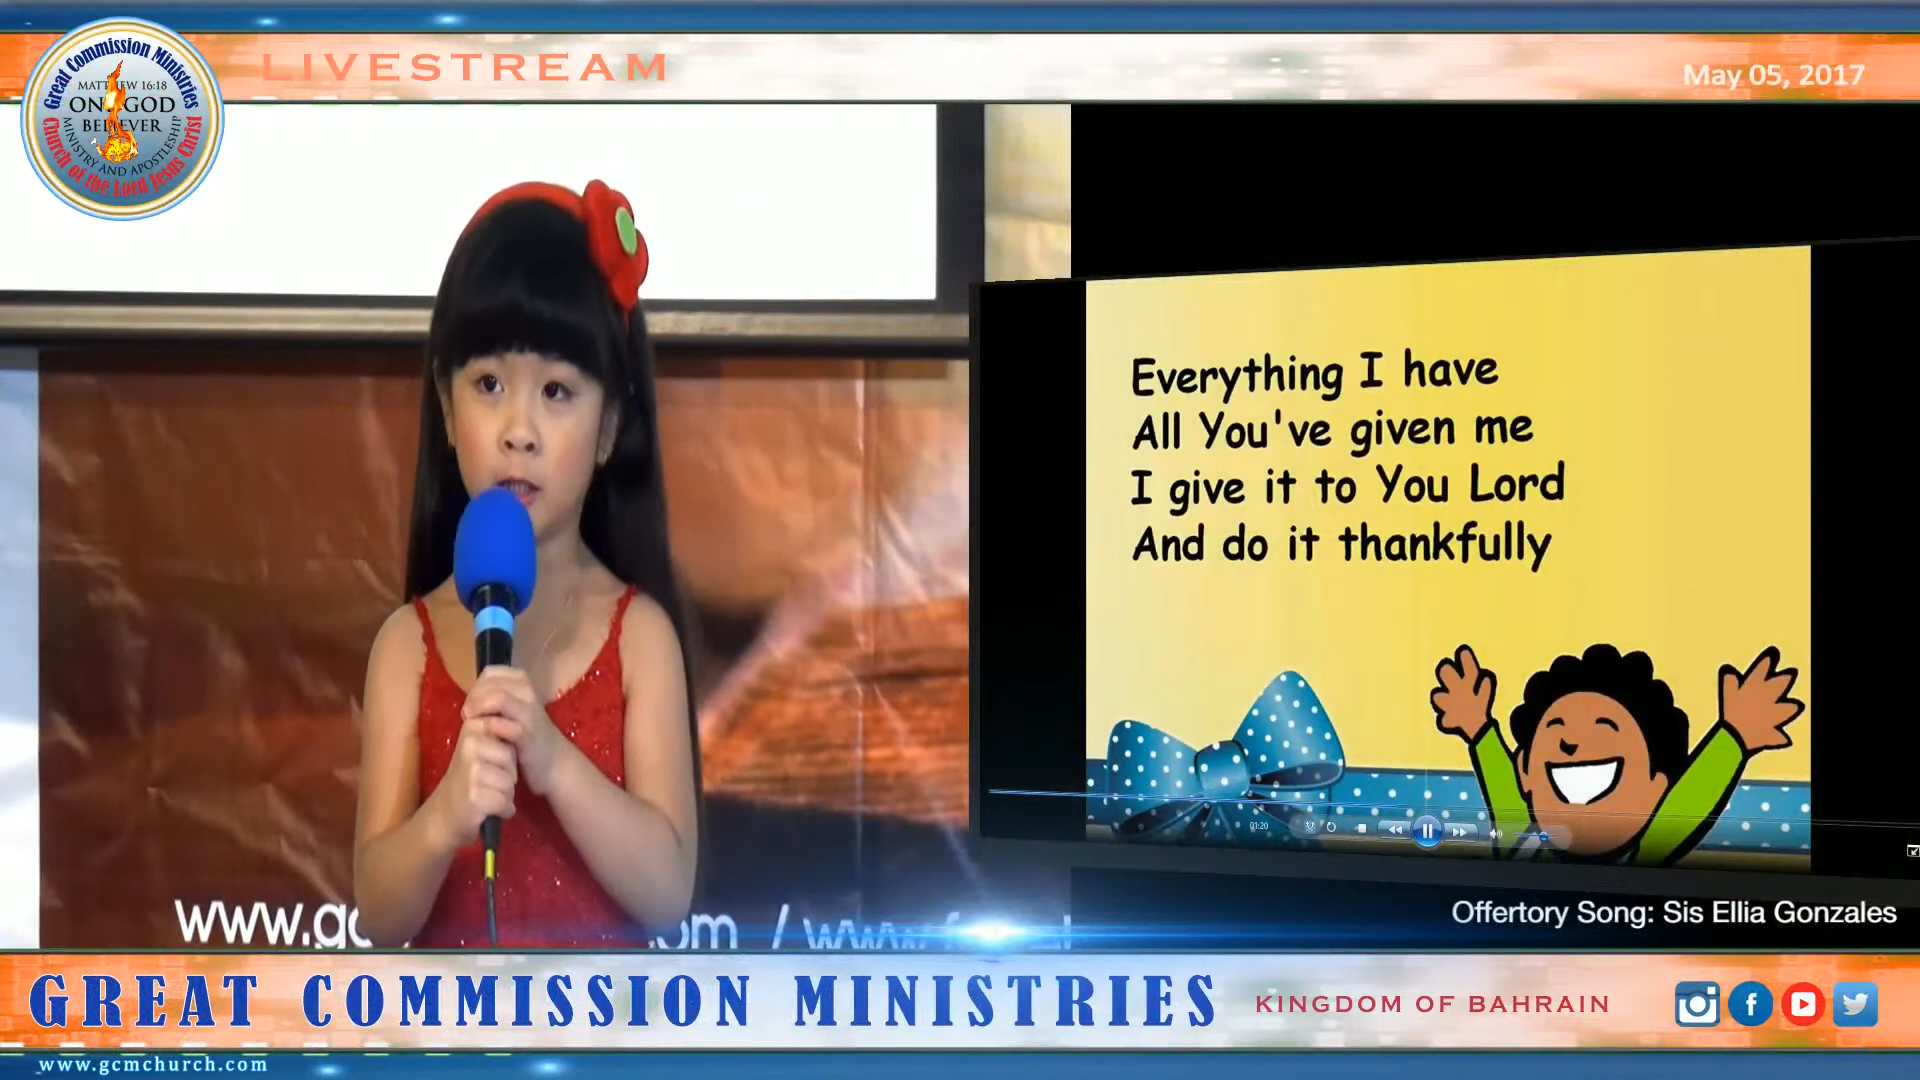 Great Commission Ministries
MATTHEW 16:18
ONE GOD
BELIEVER
MINISTRY AND APOSTLESHIP
Church of the Lord Jesus Christ
LIVESTREAM
May 05, 2017
Everything I have
All You've given me
I give it to You Lord
And do it thankfully
01:20
www.gc
om / www.f
Offertory Song: Sis Ellia Gonzales
GREAT COMMISSION MINISTRIES
KINGDOM OF BAHRAIN
www.gcmchurch.com